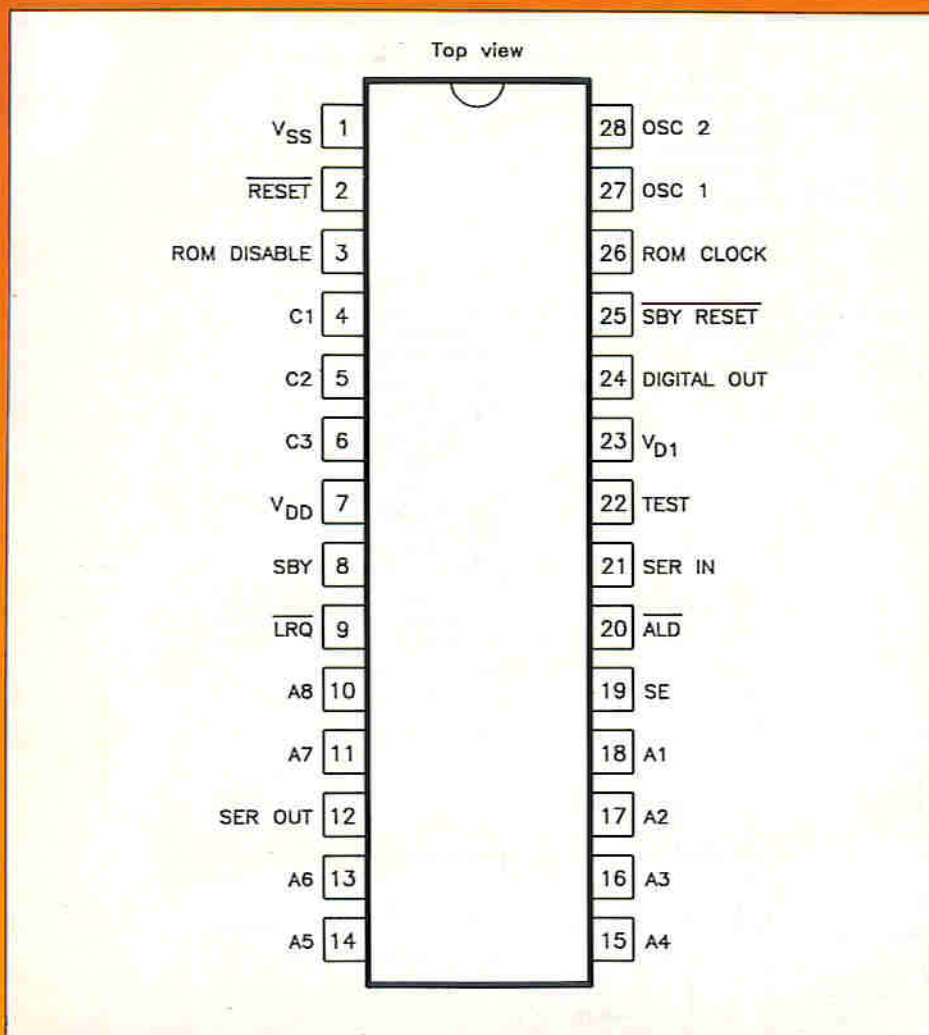 Top view
V_SS 1
RESET 2
ROM DISABLE 3
C1 4
C2 5
C3 6
V_DD 7
SBY 8
LRQ 9
A8 10
A7 11
SER OUT 12
A6 13
A5 14
28 OSC 2
27 OSC 1
26 ROM CLOCK
25 SBY RESET
24 DIGITAL OUT
23 V_D1
22 TEST
21 SER IN
20 ALD
19 SE
18 A1
17 A2
16 A3
15 A4